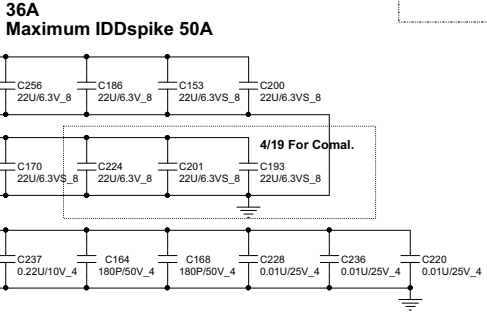 36A
Maximum IDDspike 50A
C256
22U/6.3V_8
C186
22U/6.3V_8
C153
22U/6.3VS_8
C200
22U/6.3VS_8
4/19 For Comal.
C170
22U/6.3VS_8
C224
22U/6.3V_8
C201
22U/6.3VS_8
C193
22U/6.3VS_8
C237
0.22U/10V_4
C164
180P/50V_4
C168
180P/50V_4
C228
0.01U/25V_4
C236
0.01U/25V_4
C220
0.01U/25V_4